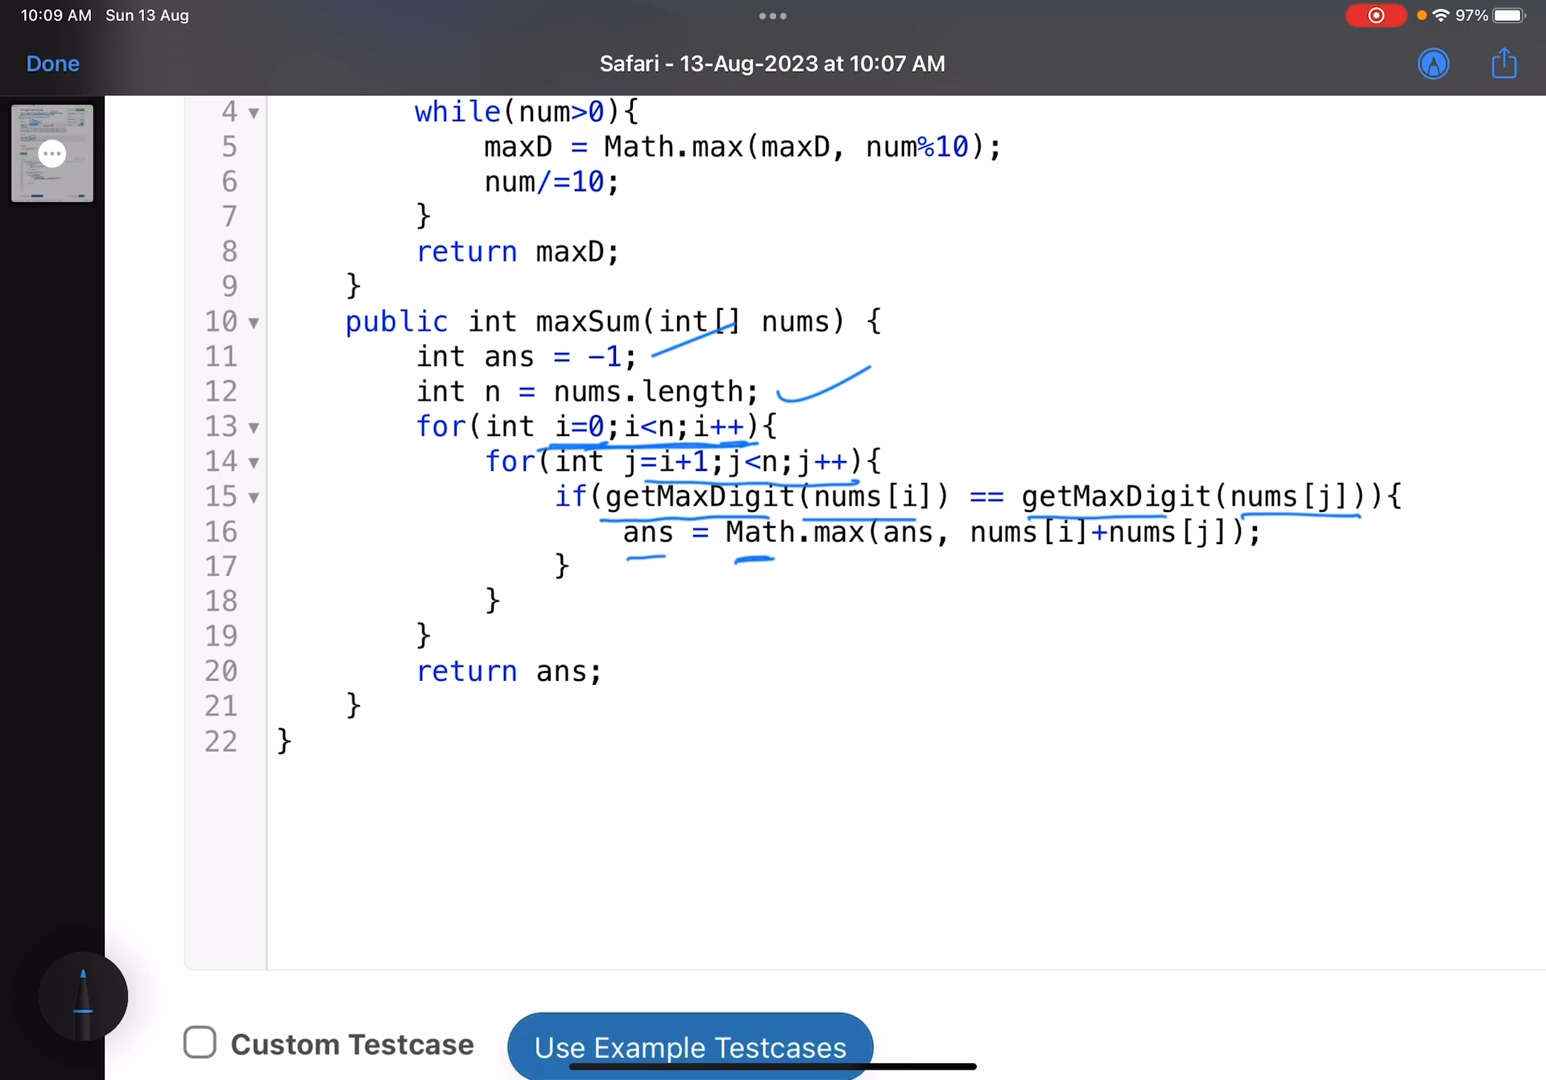 10:09 AM Sun 13 Aug
97%
Done
Safari - 13-Aug-2023 at 10:07 AM
4 while(num>0){
5 maxD = Math.max(maxD, num%10);
6 num/=10;
7 }
8 return maxD;
9 }
10 public int maxSum(int[] nums) {
11 int ans = -1;
12 int n = nums.length;
13 for(int i=0;i<n;i++){
14 for(int j=i+1;j<n;j++){
15 if(getMaxDigit(nums[i]) == getMaxDigit(nums[j])){
16 ans = Math.max(ans, nums[i]+nums[j]);
17 }
18 }
19 }
20 return ans;
21 }
22 }
Custom Testcase
Use Example Testcases